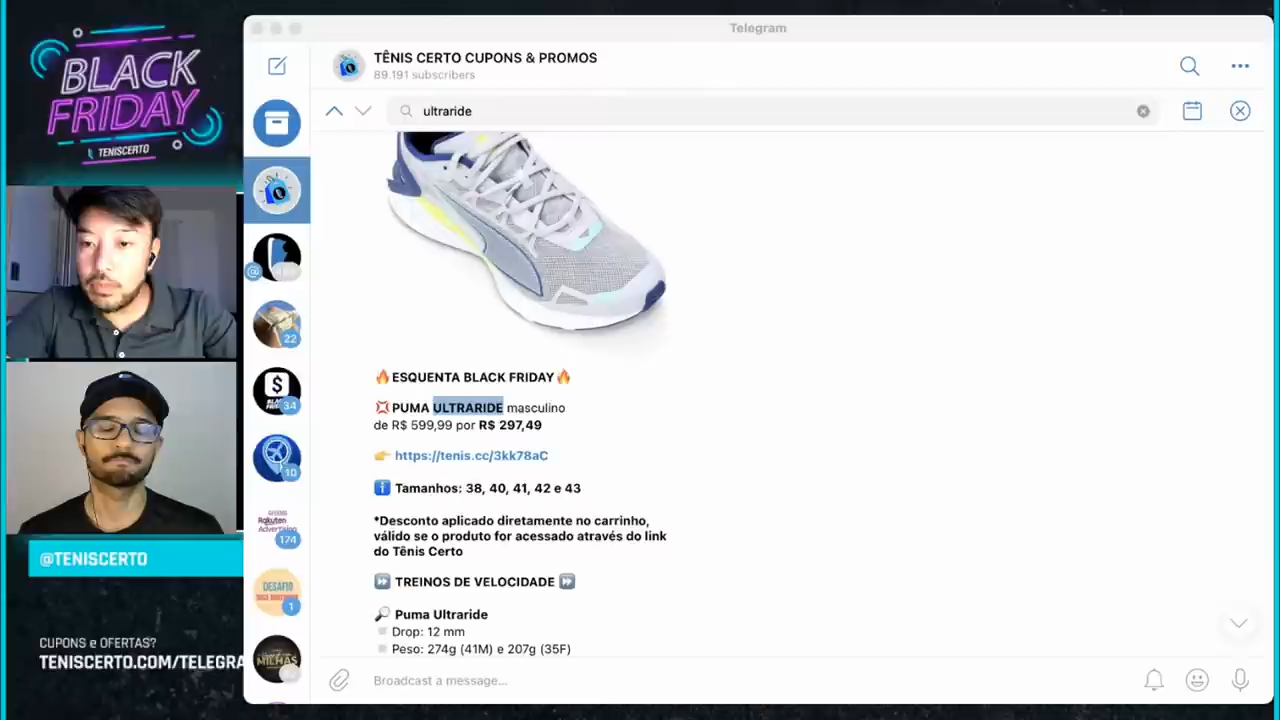 BLACK
FRIDAY
TENISCERTO
Telegram
TÊNIS CERTO CUPONS & PROMOS
89.191 subscribers
ultraride
🔥ESQUENTA BLACK FRIDAY🔥
💢PUMA ULTRARIDE masculino
de R$ 599,99 por R$ 297,49
👉 https://tenis.cc/3kk78aC
ℹ️ Tamanhos: 38, 40, 41, 42 e 43
*Desconto aplicado diretamente no carrinho,
válido se o produto for acessado através do link
do Tênis Certo
⏩ TREINOS DE VELOCIDADE ⏩
🔎 Puma Ultraride
▫️ Drop: 12 mm
▫️ Peso: 274g (41M) e 207g (35F)
Broadcast a message...
@
22
$
34
10
Rakuten
Advertising
174
DESAFIO
1
MILHAS
@TENISCERTO
CUPONS e OFERTAS?
TENISCERTO.COM/TELEGRA